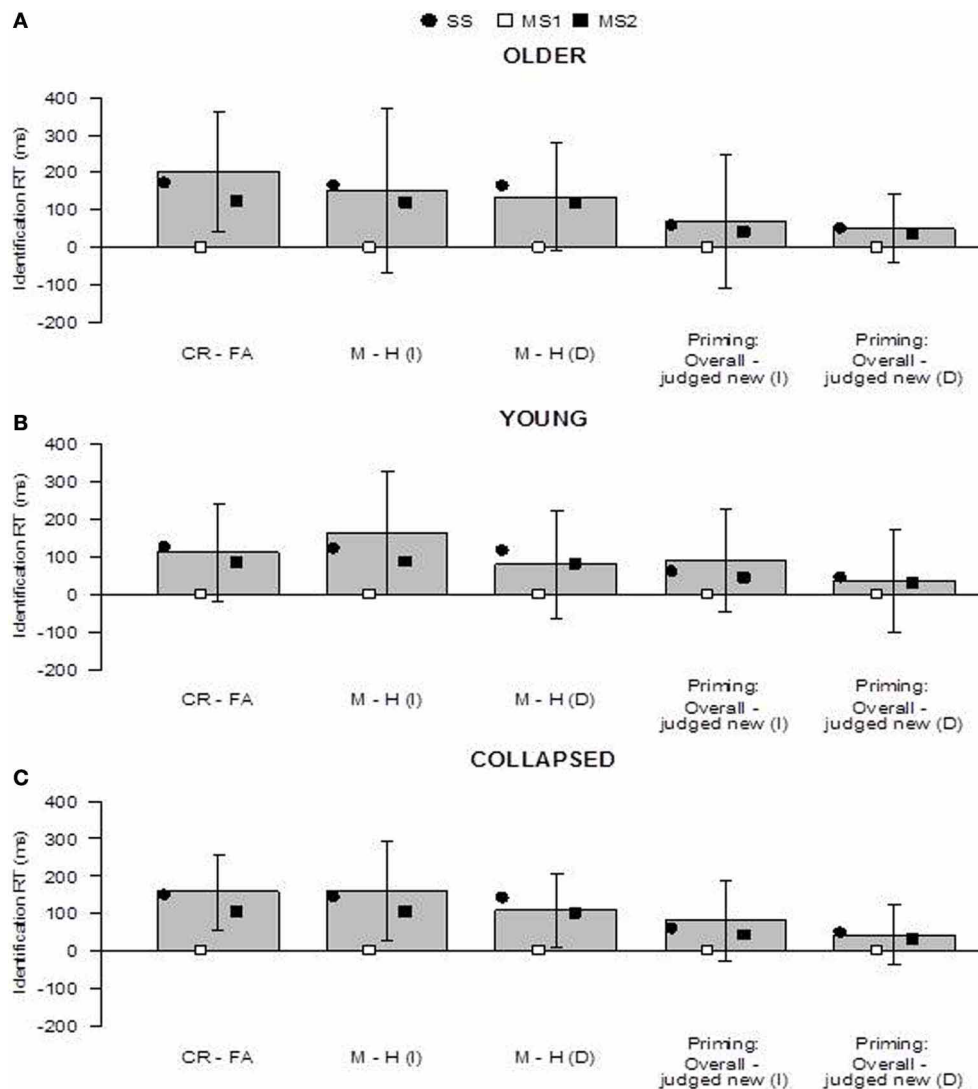 A
SS MS1 MS2
OLDER
Identification RT (ms)
400
300
200
100
0
-100
-200
CR - FA
M - H (I)
M - H (D)
Priming:
Overall -
judged new (I)
Priming:
Overall -
judged new (D)
B
YOUNG
Identification RT (ms)
400
300
200
100
0
-100
-200
CR - FA
M - H (I)
M - H (D)
Priming:
Overall -
judged new (I)
Priming:
Overall -
judged new (D)
C
COLLAPSED
Identification RT (ms)
400
300
200
100
0
-100
-200
CR - FA
M - H (I)
M - H (D)
Priming:
Overall -
judged new (I)
Priming:
Overall -
judged new (D)